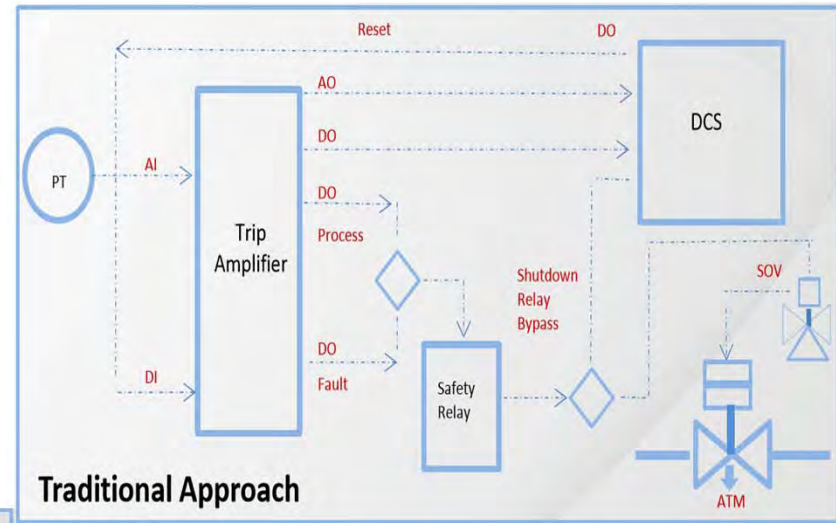 Reset
DO
AO
DCS
DO
PT
AI
DO
Trip
Amplifier
Process
Shutdown
Relay
Bypass
SOV
DO
DI
Fault
Safety
Relay
Traditional Approach
ATM